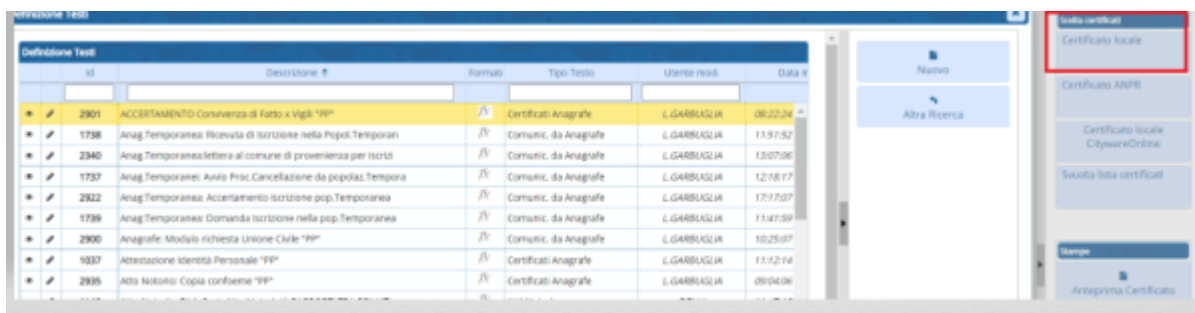 Definizione Testi
Scelta certificati
Certificato locale
Definizione Testi
Id Descrizione Formato Tipo Testo Utente mod. Data
Nuovo
Certificato ANPR
2901 ACCERTAMENTO Convivenza di Fatto x Vigili "PP" Certificati Anagrafe L.GARBUGLIA 08:22:24
Altra Ricerca
1738 Anag.Temporanea: Ricevuta di iscrizione nella Popol.Temporan Comunic. da Anagrafe L.GARBUGLIA 11:51:52
Certificato locale
CitywareOnline
2340 Anag.Temporanea:lettera al comune di provenienza per iscrizi Comunic. da Anagrafe L.GARBUGLIA 13:07:06
1737 Anag.Temporanei: Avvio Proc.Cancellazione da popolaz.Tempora Comunic. da Anagrafe L.GARBUGLIA 12:18:17
Svuota lista certificati
2922 Anag.Temporanea: Accertamento iscrizione pop.Temporanea Comunic. da Anagrafe L.GARBUGLIA 17:17:07
1739 Anag.Temporanea: Domanda iscrizione nella pop.Temporanea Comunic. da Anagrafe L.GARBUGLIA 11:41:59
2900 Anagrafe: Modulo richiesta Unione Civile "PP" Comunic. da Anagrafe L.GARBUGLIA 10:25:07
Stampe
1037 Attestazione Identità Personale "PP" Certificati Anagrafe L.GARBUGLIA 11:12:14
2935 Atto Notorio: Copia confoeme "PP" Certificati Anagrafe L.GARBUGLIA 09:04:06
Anteprima Certificato